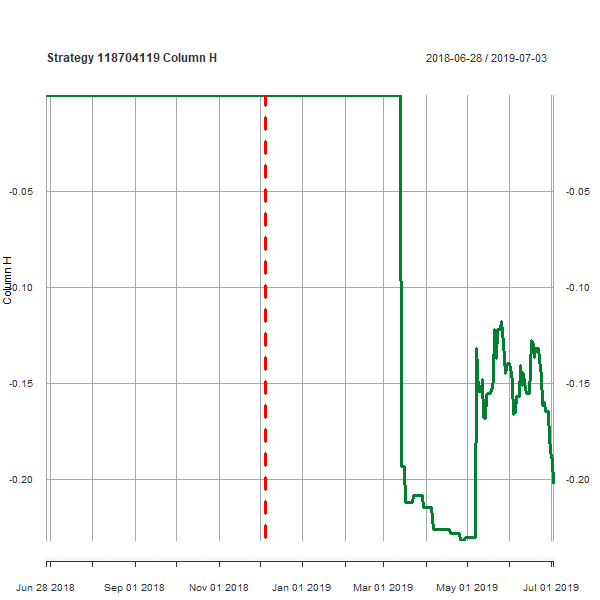 Strategy 118704119 Column H
2018-06-28 / 2019-07-03
-0.05
-0.05
Column H
-0.10
-0.10
-0.15
-0.15
-0.20
-0.20
Jun 28 2018
Sep 01 2018
Nov 01 2018
Jan 01 2019
Mar 01 2019
May 01 2019
Jul 01 2019